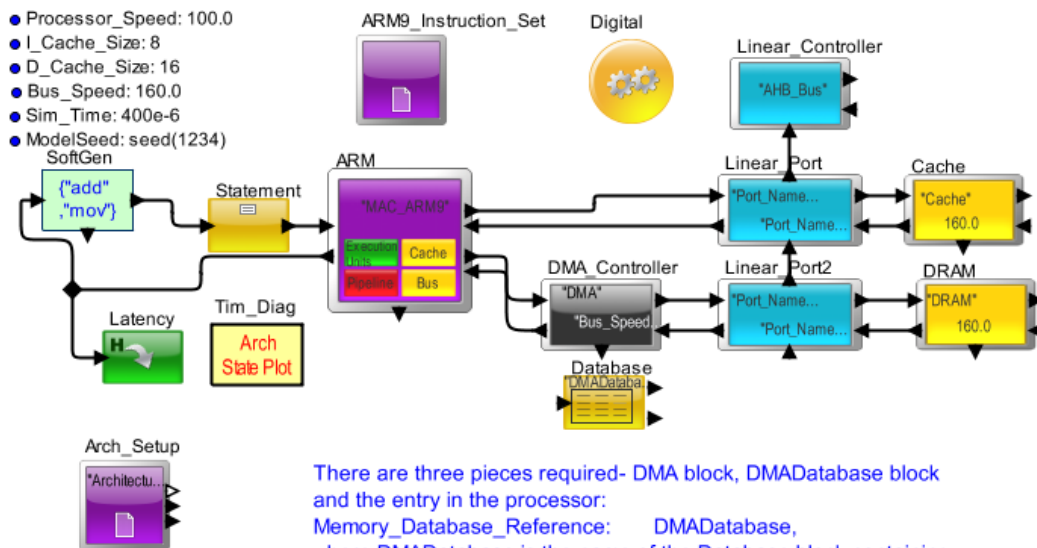 Processor_Speed: 100.0
I_Cache_Size: 8
D_Cache_Size: 16
Bus_Speed: 160.0
Sim_Time: 400e-6
ModelSeed: seed(1234)
ARM9_Instruction_Set
Digital
Linear_Controller
"AHB_Bus"
SoftGen
{"add"
,"mov"}
Statement
ARM
"MAC_ARM9"
Execution
Units
Cache
Pipeline
Bus
Linear_Port
"Port_Name...
"Port_Name...
Cache
"Cache"
160.0
DMA_Controller
"DMA"
"Bus_Speed...
Linear_Port2
"Port_Name...
"Port_Name...
DRAM
"DRAM"
160.0
Latency
H
Tim_Diag
Arch
State Plot
Database
"DMADataba...
Arch_Setup
"Architectu...
There are three pieces required- DMA block, DMADatabase block
and the entry in the processor:
Memory_Database_Reference: DMADatabase,